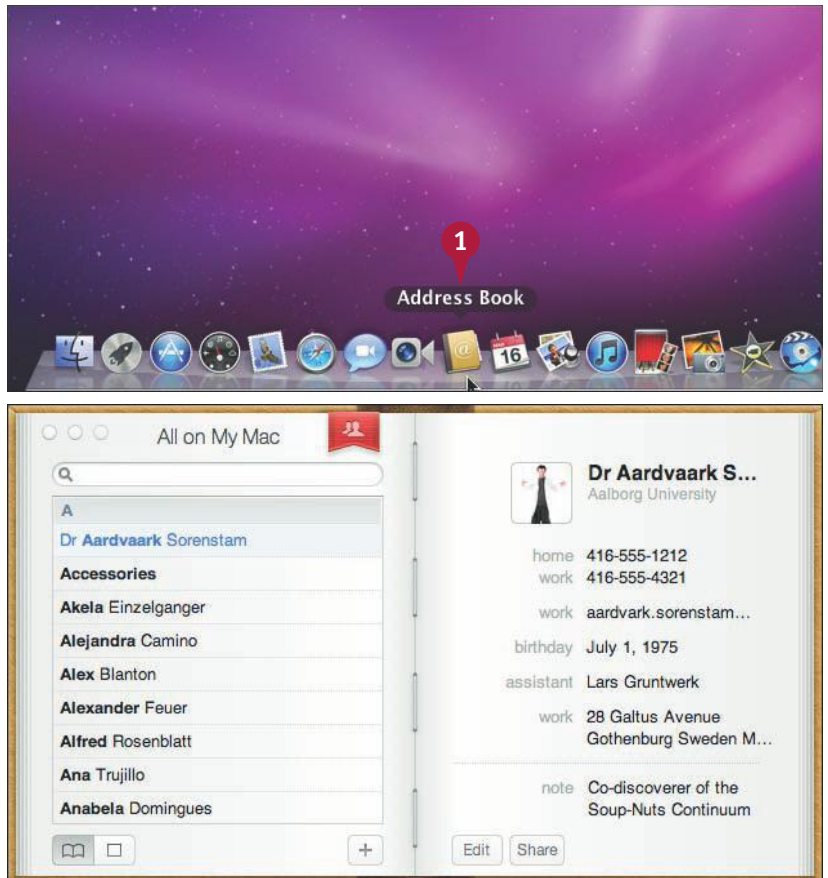 1
Address Book
MAR
16
All on My Mac
A
Dr Aardvaark Sorenstam
Accessories
Akela Einzelganger
Alejandra Camino
Alex Blanton
Alexander Feuer
Alfred Rosenblatt
Ana Trujillo
Anabela Domingues
Dr Aardvaark S...
Aalborg University
home 416-555-1212
work 416-555-4321
work aardvark.sorenstam...
birthday July 1, 1975
assistant Lars Gruntwerk
work 28 Galtus Avenue
Gothenburg Sweden M...
note Co-discoverer of the
Soup-Nuts Continuum
Edit Share